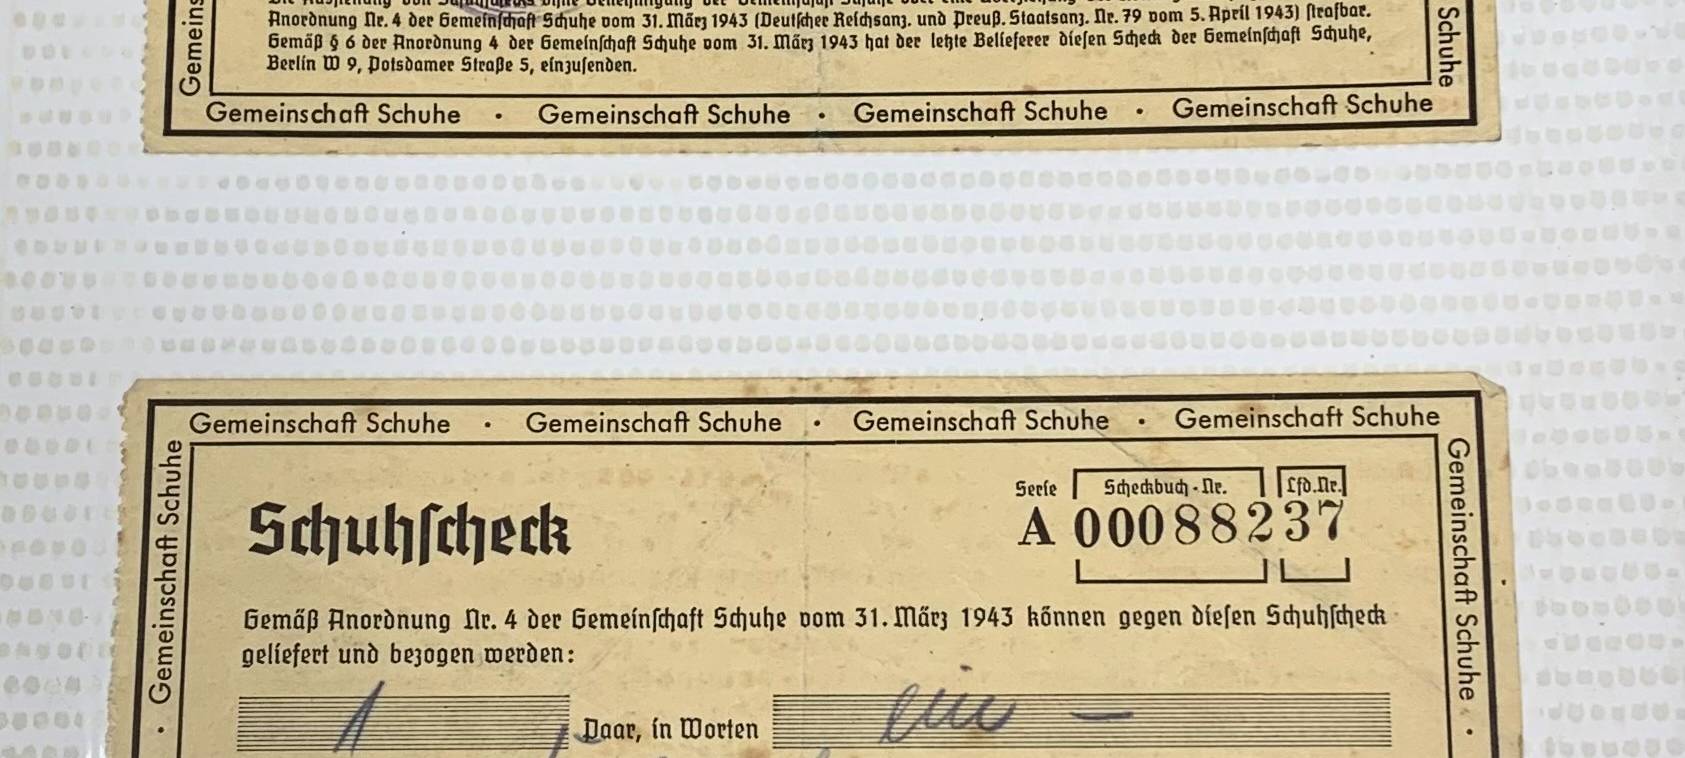 Gemeins
Schuhe
Anordnung Nr. 4 der Gemeinſchaft Schuhe vom 31. März 1943 (Deutſcher Reichsanz. und Preuß. Staatsanz. Nr. 79 vom 5. April 1943) ſtrafbar.
Gemäß § 6 der Anordnung 4 der Gemeinſchaft Schuhe vom 31. März 1943 hat der letzte Belieferer dieſen Scheck der Gemeinſchaft Schuhe,
Berlin W 9, Potsdamer Straße 5, einzuſenden.
Gemeinschaft Schuhe · Gemeinschaft Schuhe · Gemeinschaft Schuhe · Gemeinschaft Schuhe
Gemeinschaft Schuhe · Gemeinschaft Schuhe · Gemeinschaft Schuhe · Gemeinschaft Schuhe
· Gemeinschaft Schuhe
Gemeinschaft Schuhe ·
Serie Scheckbuch-Nr. Lfd.Nr.
Schuhſcheck A 00088237
Gemäß Anordnung Nr. 4 der Gemeinſchaft Schuhe vom 31. März 1943 können gegen dieſen Schuhſcheck
geliefert und bezogen werden:
1 Paar, in Worten ein —